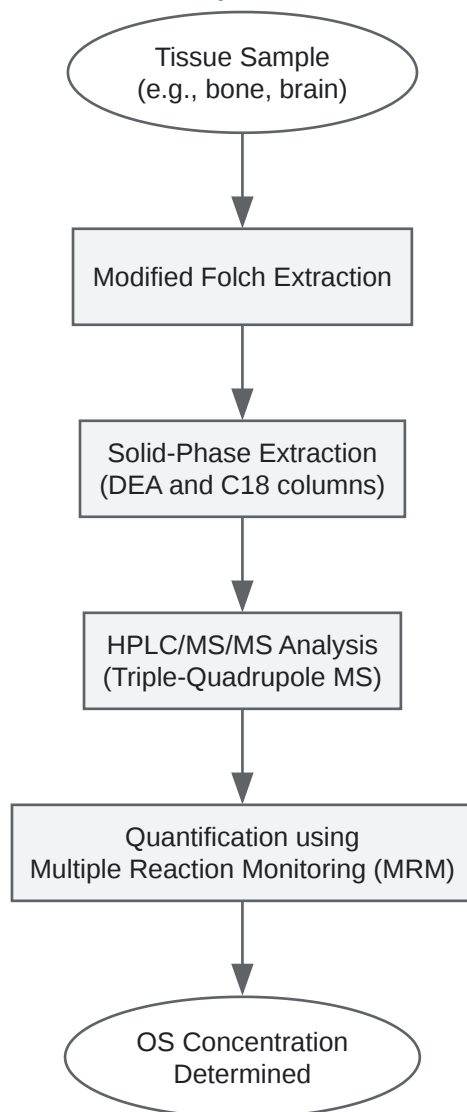 Tissue Sample
(e.g., bone, brain)
Modified Folch Extraction
Solid-Phase Extraction
(DEA and C18 columns)
HPLC/MS/MS Analysis
(Triple-Quadrupole MS)
Quantification using
Multiple Reaction Monitoring (MRM)
OS Concentration
Determined